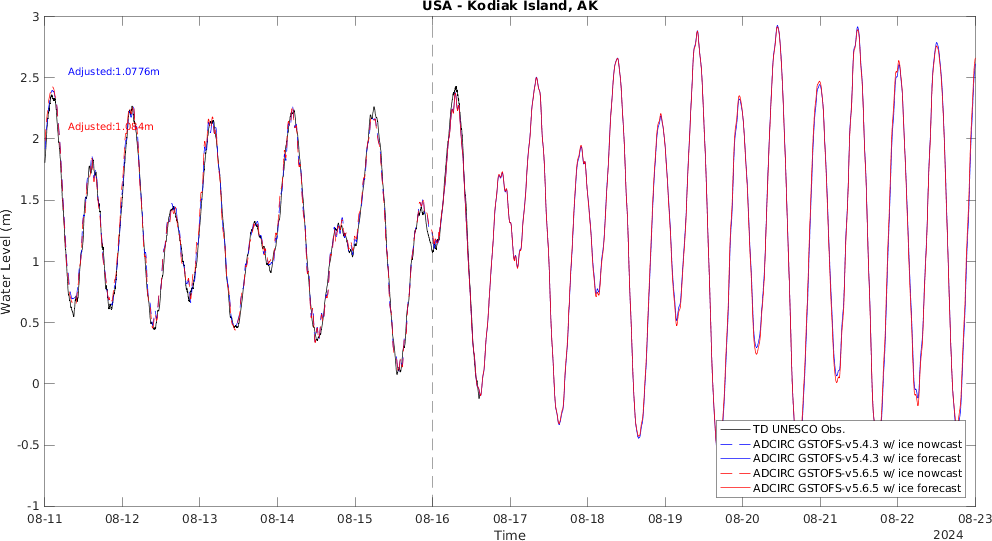 USA - Kodiak Island, AK
3
2.5
2
1.5
1
0.5
0
-0.5
-1
Water Level (m)
Adjusted:1.0776m
Adjusted:1.064m
TD UNESCO Obs.
ADCIRC GSTOFS-v5.4.3 w/ ice nowcast
ADCIRC GSTOFS-v5.4.3 w/ ice forecast
ADCIRC GSTOFS-v5.6.5 w/ ice nowcast
ADCIRC GSTOFS-v5.6.5 w/ ice forecast
08-11 08-12 08-13 08-14 08-15 08-16 08-17 08-18 08-19 08-20 08-21 08-22 08-23
Time
2024